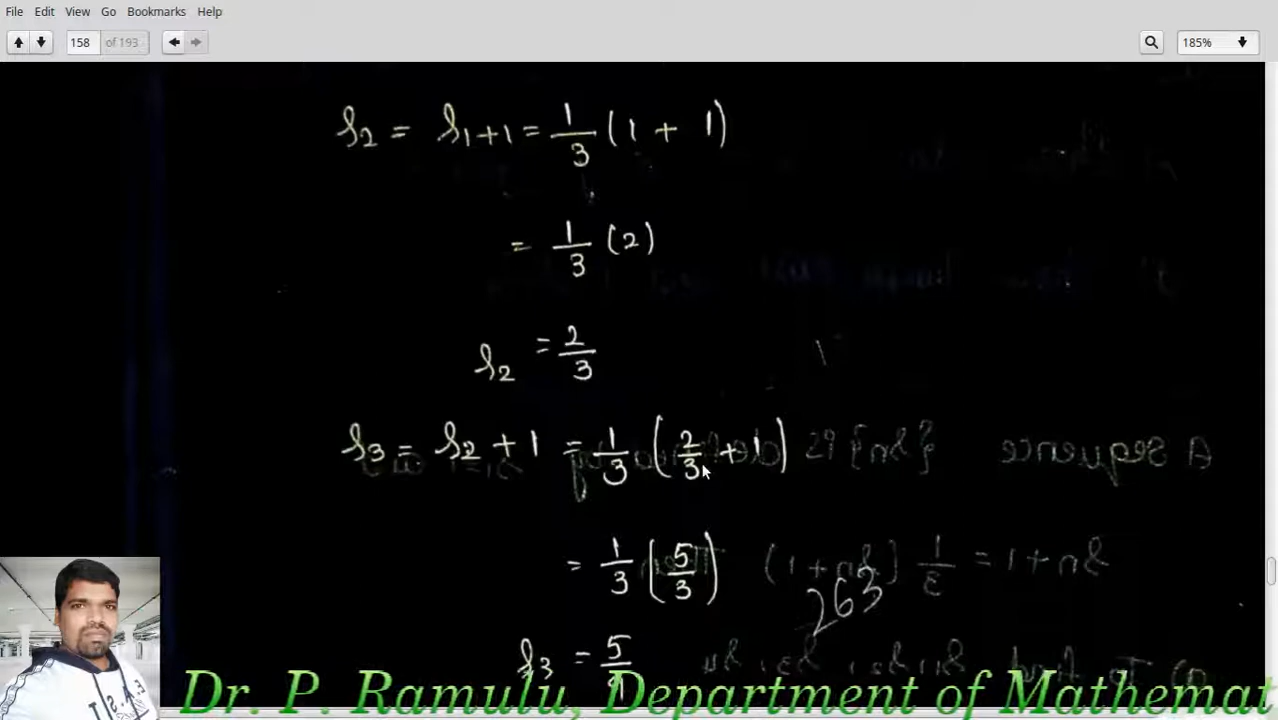 File Edit View Go Bookmarks Help
158 of 193 185%
s₂ = s₁₊₁ = 1/3 (1 + 1)
= 1/3 (2)
s₂ = 2/3
s₃ = s₂₊₁ = 1/3 (2/3 + 1)
= 1/3 (5/3)
263
s₃ = 5/9
Dr. P. Ramulu, Department of Mathemat